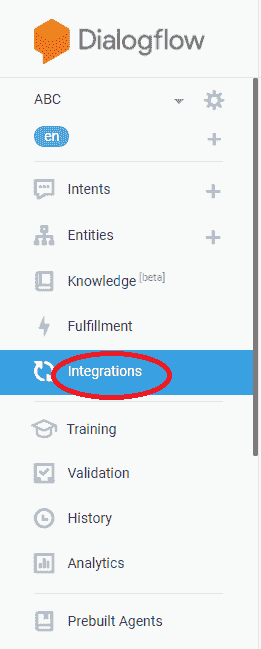 Dialogflow
ABC
en
Intents
Entities
Knowledge [beta]
Fulfillment
Integrations
Training
Validation
History
Analytics
Prebuilt Agents